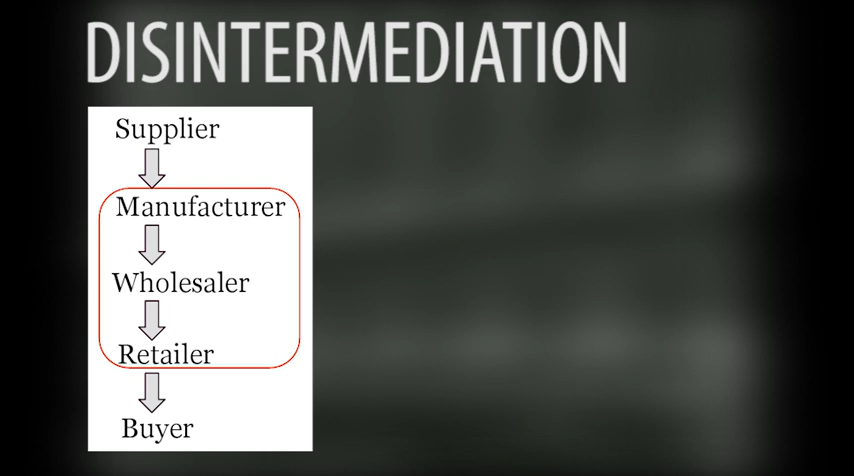 DISINTERMEDIATION
Supplier
Manufacturer
Wholesaler
Retailer
Buyer